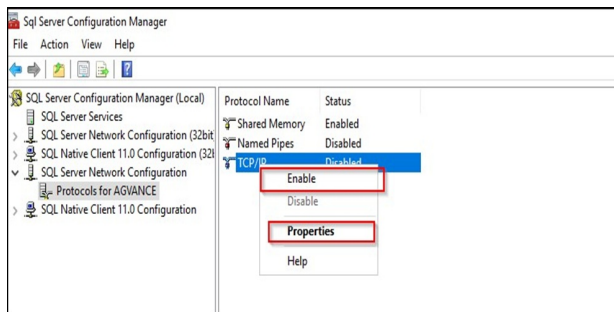 Sql Server Configuration Manager
File Action View Help
SQL Server Configuration Manager (Local)
SQL Server Services
SQL Server Network Configuration (32bit
SQL Native Client 11.0 Configuration (32b
SQL Server Network Configuration
Protocols for AGVANCE
SQL Native Client 11.0 Configuration
Protocol Name Status
Shared Memory Enabled
Named Pipes Disabled
TCP/IP Disabled
Enable
Disable
Properties
Help